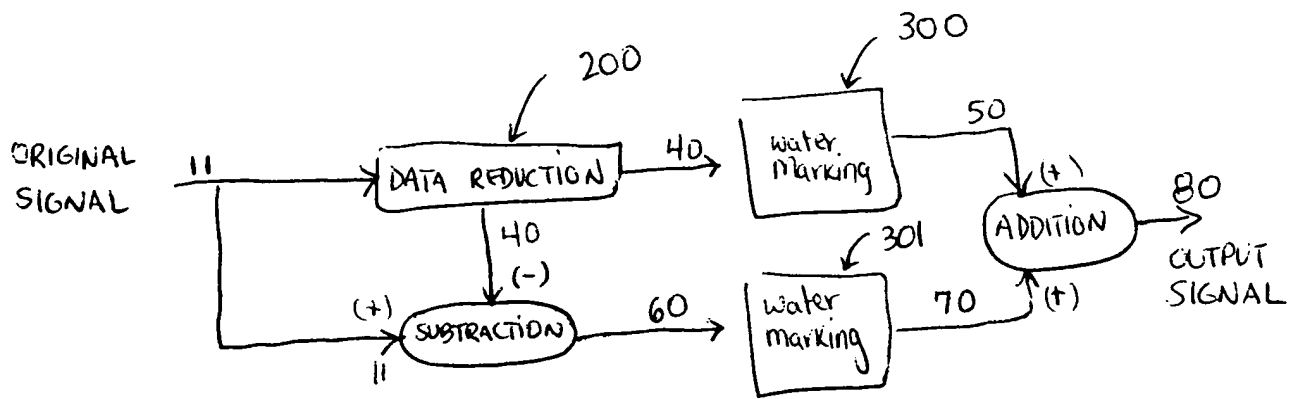 300
200
50
ORIGINAL
SIGNAL
11
DATA REDUCTION
40
water
Marking
(+)
ADDITION
80
OUTPUT
SIGNAL
40
(-)
301
(+)
SUBTRACTION
11
60
water
marking
70
(+)